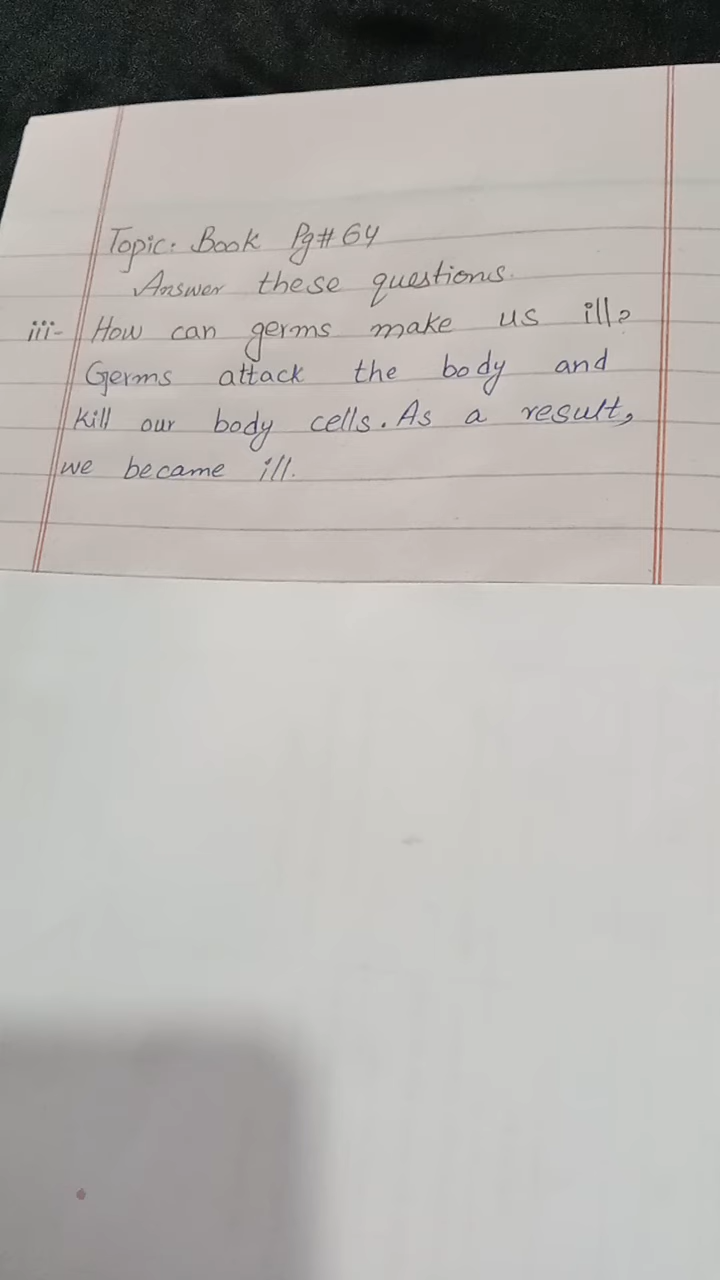 Topic: Book Pg# 64
Answer these questions.
iii- How can germs make us ill?
Germs attack the body and
kill our body cells. As a result,
we became ill.